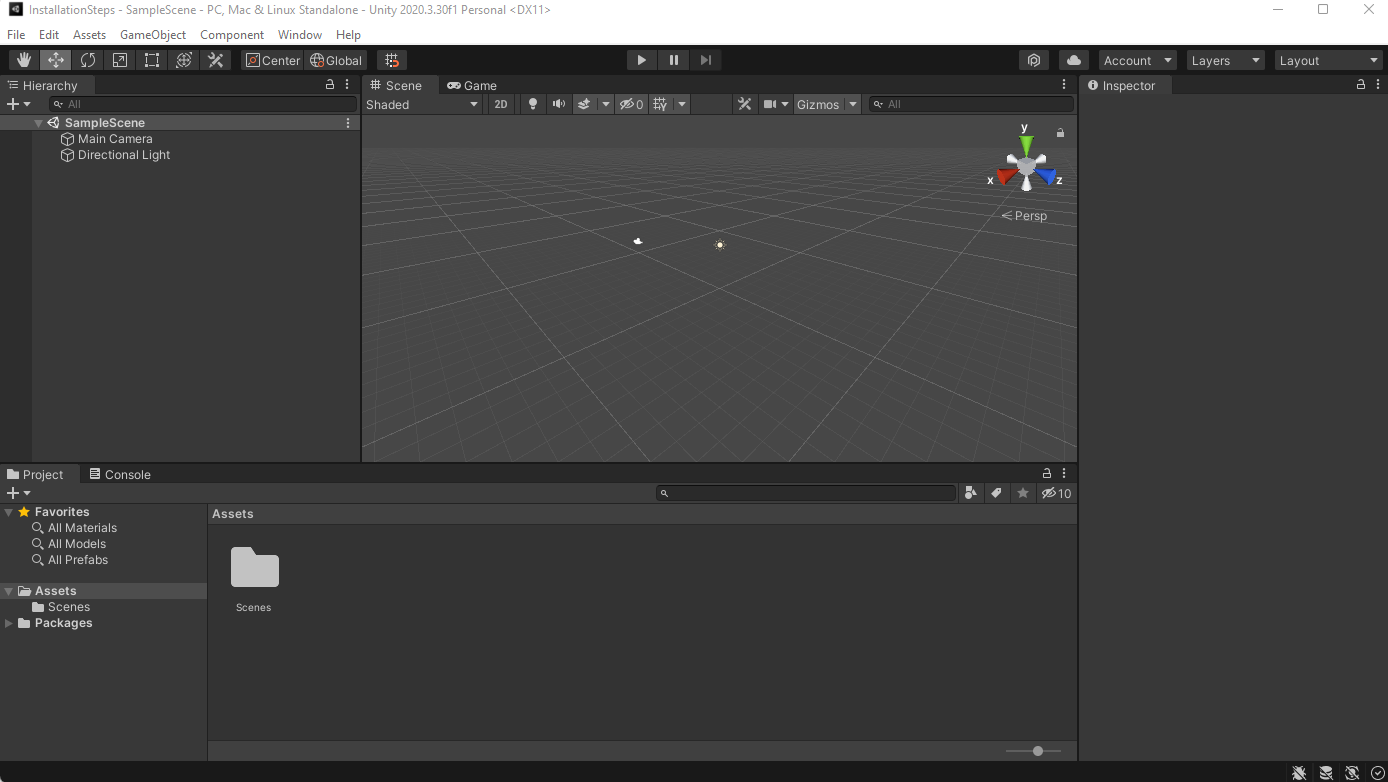 InstallationSteps - SampleScene - PC, Mac & Linux Standalone - Unity 2020.3.30f1 Personal <DX11>
File Edit Assets GameObject Component Window Help
Center Global Account Layers Layout
Hierarchy
All
SampleScene
Main Camera
Directional Light
Scene Game
Shaded 2D 0 Gizmos All
y
x z
Persp
Inspector
Project Console
10
Favorites
All Materials
All Models
All Prefabs
Assets
Scenes
Packages
Assets
Scenes